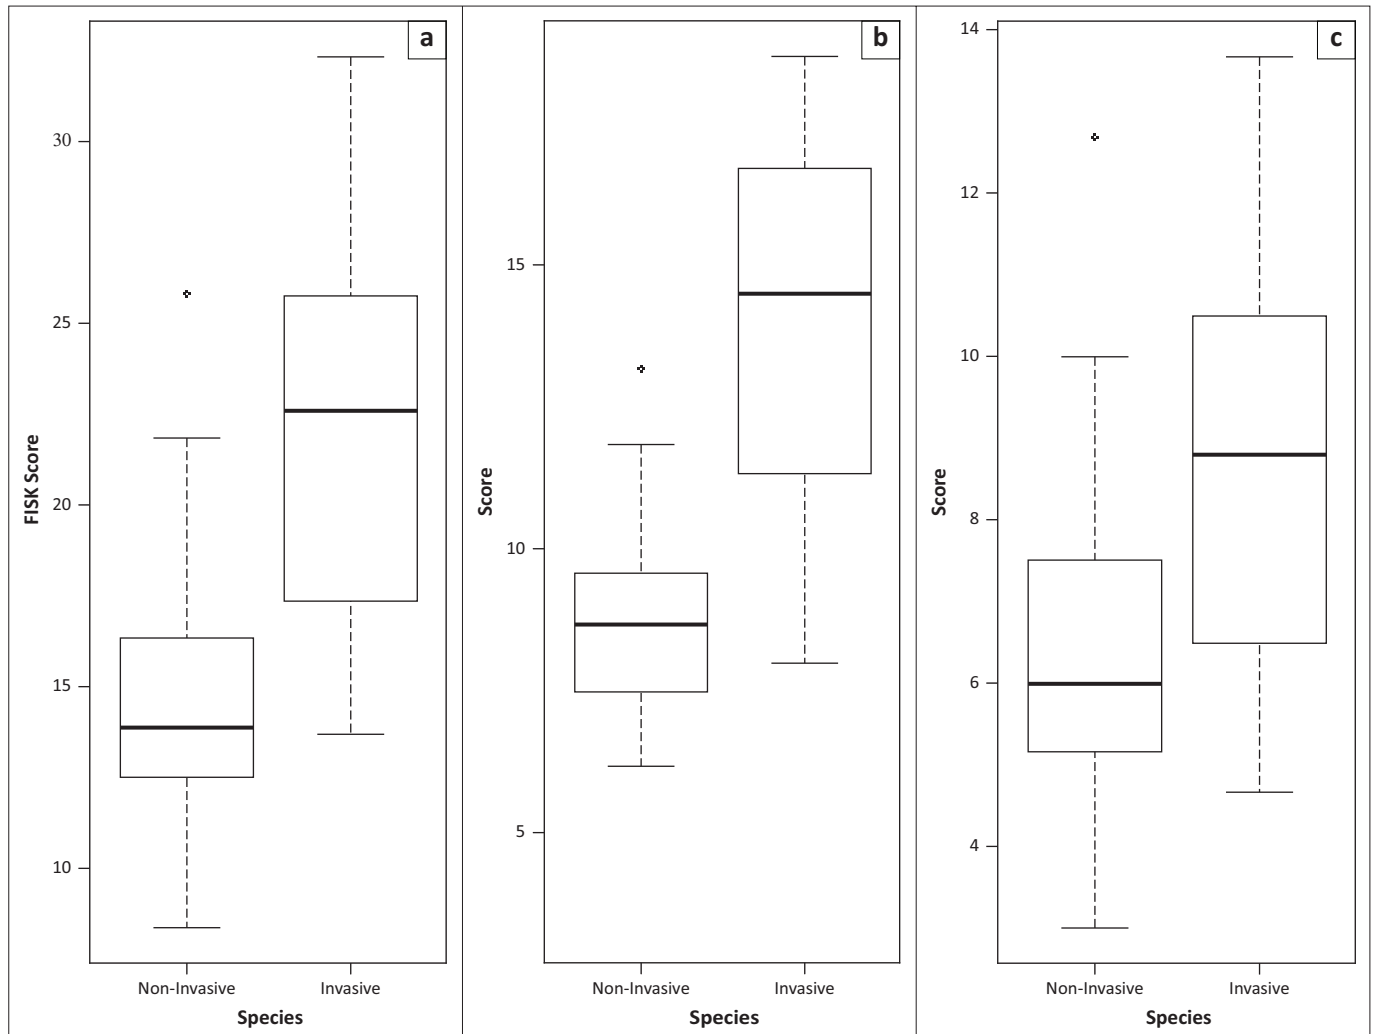 a
30
25
20
15
10
FISK Score
Non-Invasive
Invasive
Species
b
15
10
5
Score
Non-Invasive
Invasive
Species
c
14
12
10
8
6
4
Score
Non-Invasive
Invasive
Species